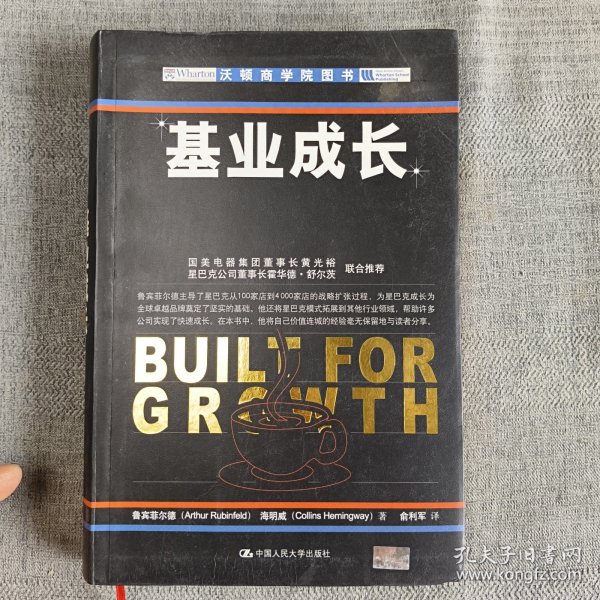 Wharton 沃顿商学院图书 Wharton School Publishing
基业成长
国美电器集团董事长黄光裕
星巴克公司董事长霍华德·舒尔茨 联合推荐
鲁宾菲尔德主导了星巴克从100家店到4000家店的战略扩张过程，为星巴克成长为
全球卓越品牌奠定了坚实的基础。他还将星巴克模式拓展到其他行业领域，帮助许多
公司实现了快速成长。在本书中，他将自己价值连城的经验毫无保留地与读者分享。
BUILT FOR
GROWTH
鲁宾菲尔德（Arthur Rubinfeld） 海明威（Collins Hemingway） 著 俞利军 译
中国人民大学出版社
孔夫子旧书网
www.kongfz.com